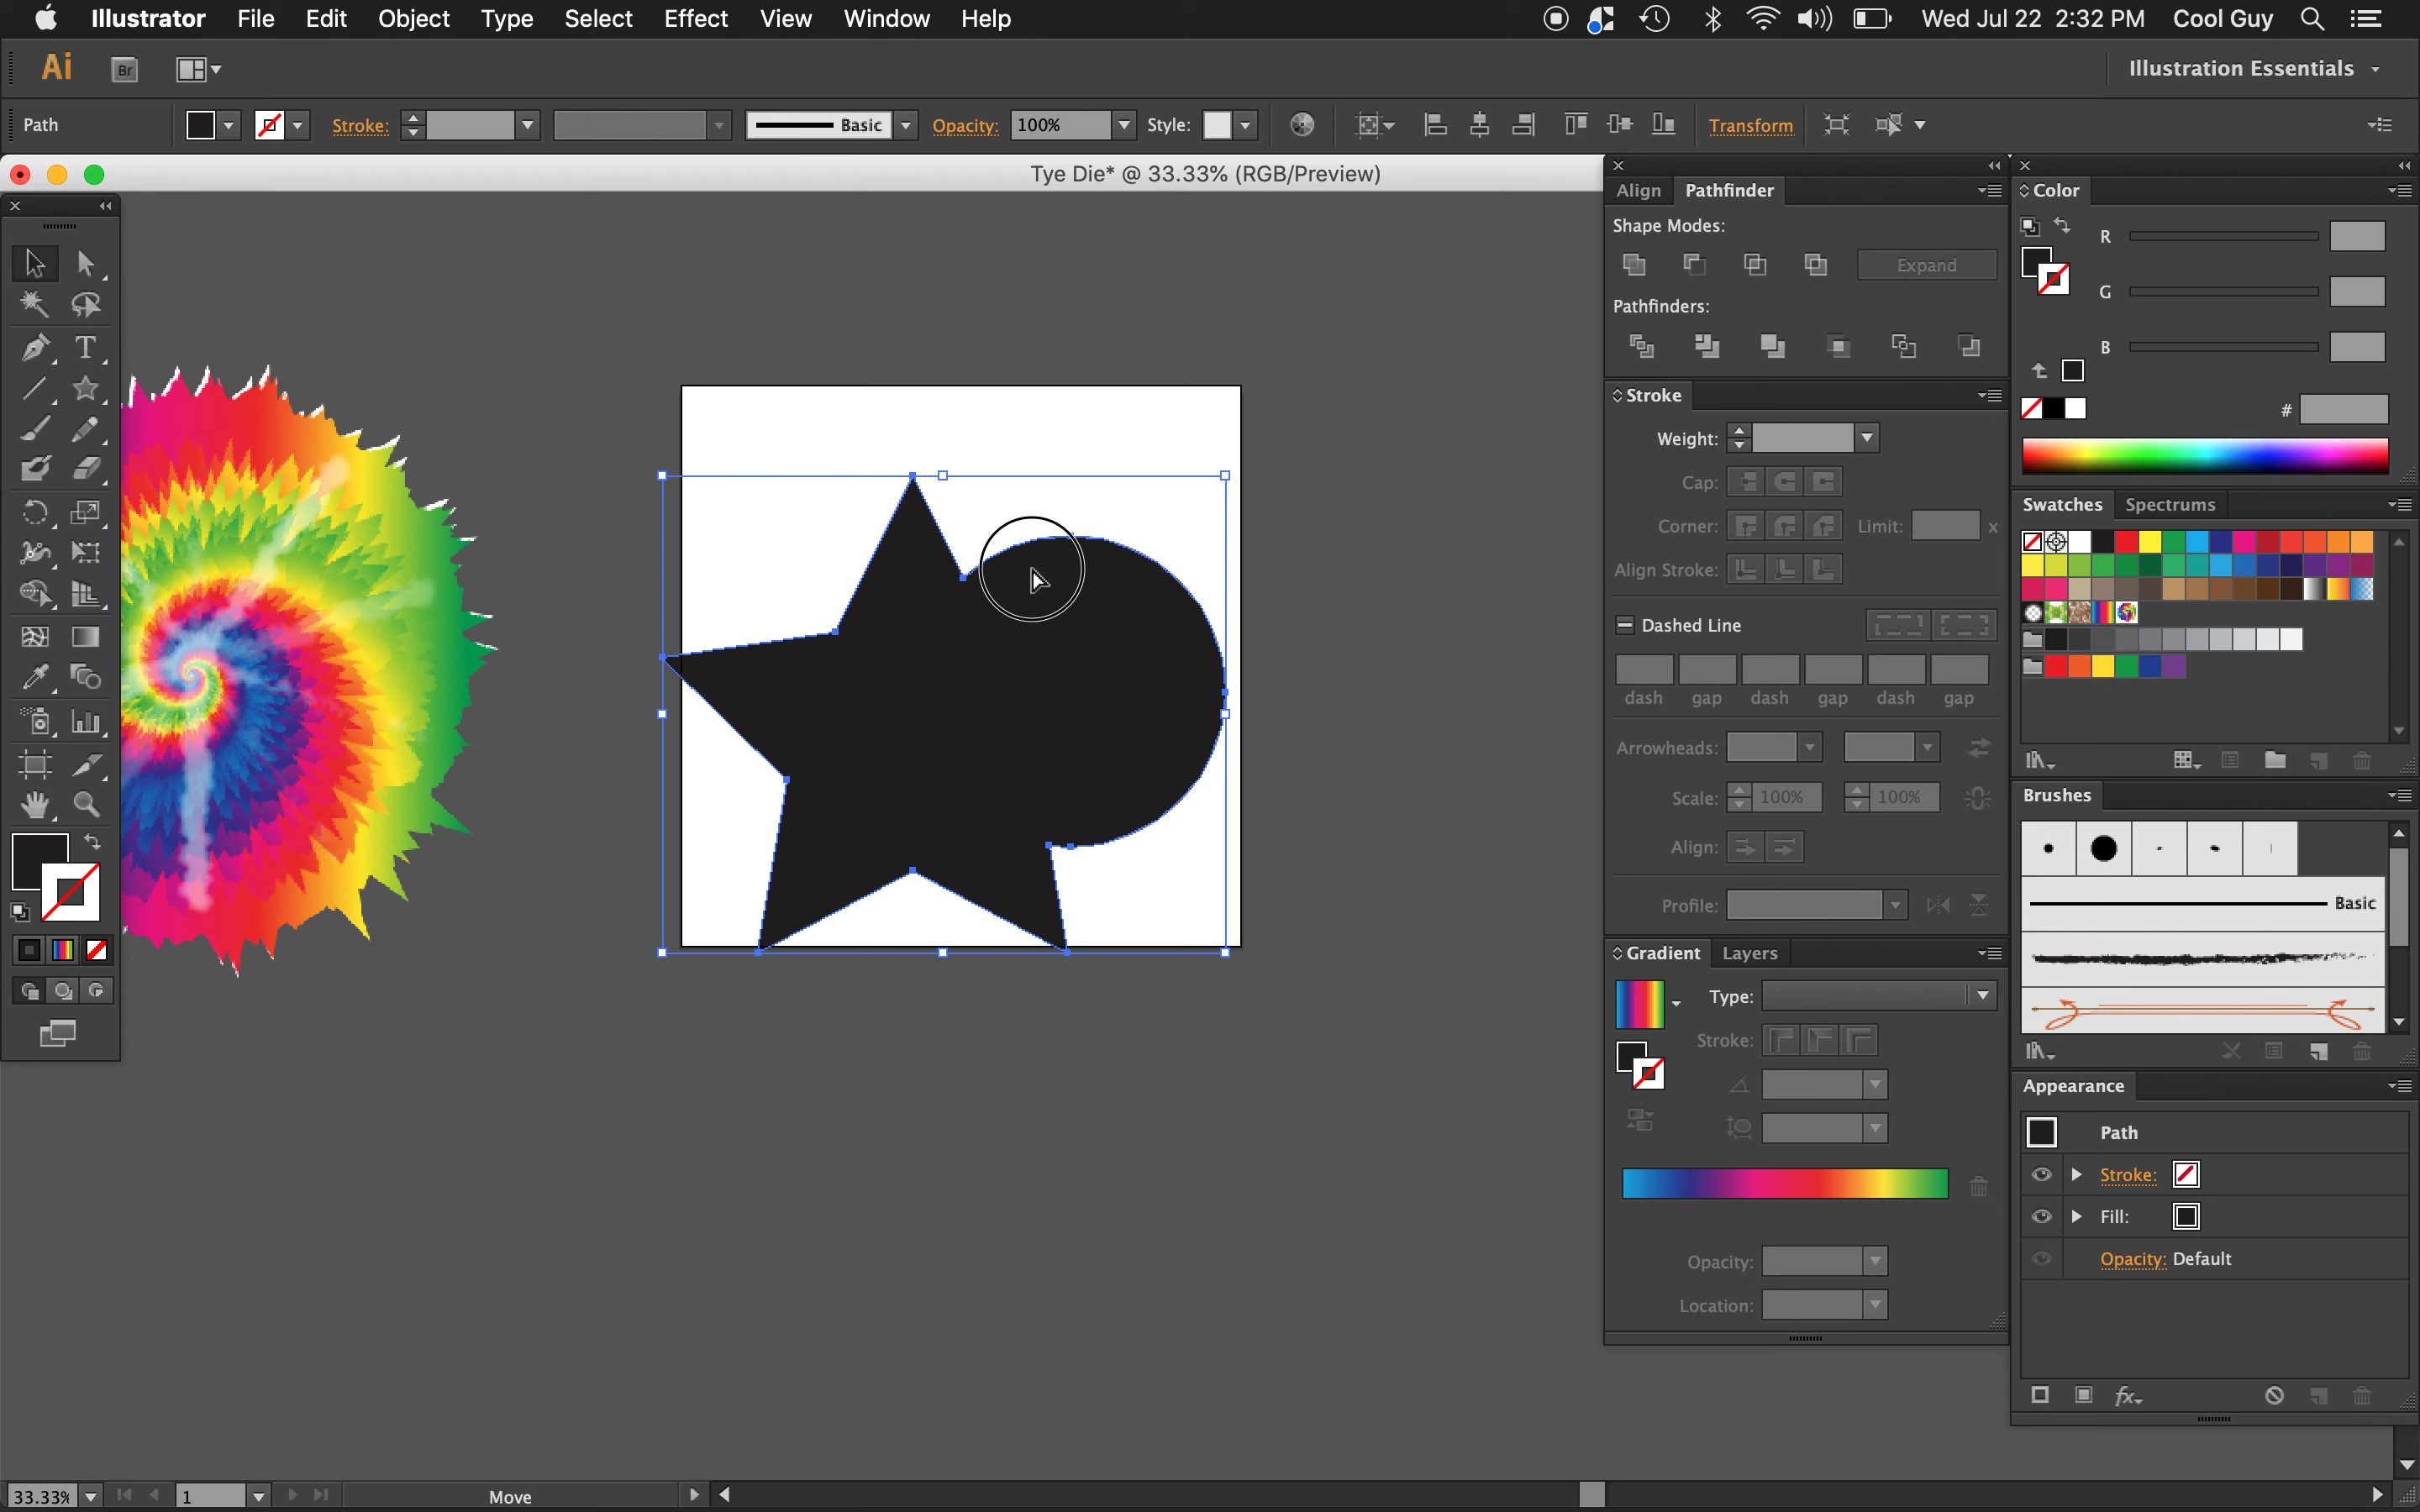 Illustrator File Edit Object Type Select Effect View Window Help Wed Jul 22 2:32 PM Cool Guy
Ai Br Illustration Essentials
Path Stroke: Basic Opacity: 100% Style: Transform
Tye Die* @ 33.33% (RGB/Preview)
Align Pathfinder
Shape Modes:
Expand
Pathfinders:
Stroke
Weight:
Cap:
Corner: Limit: x
Align Stroke:
Dashed Line
dash gap dash gap dash gap
Arrowheads:
Scale: 100% 100%
Align:
Profile:
Gradient Layers
Type:
Stroke:
Opacity:
Location:
Color
R
G
B
#
Swatches Spectrums
Brushes
Basic
Appearance
Path
Stroke:
Fill:
Opacity: Default
fx
T
33.33% 1 Move